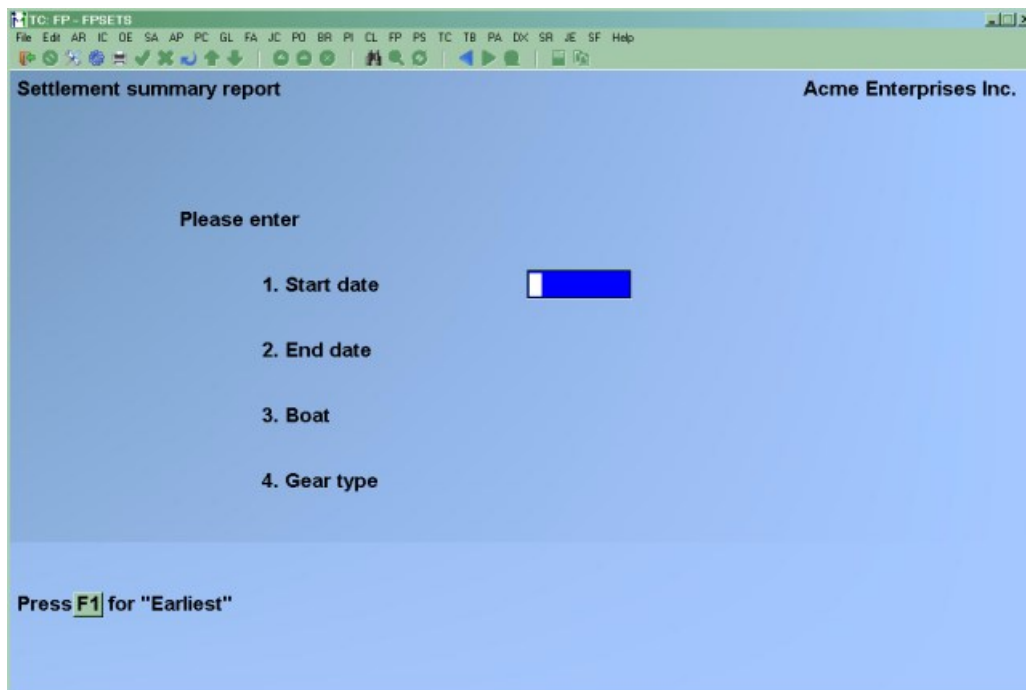 TC: FP - FPSETS
File Edit AR IC OE SA AP PC GL FA JC PO BR PI CL FP PS TC TB PA DX SR JE SF Help
Settlement summary report Acme Enterprises Inc.
Please enter
1. Start date
2. End date
3. Boat
4. Gear type
Press F1 for "Earliest"